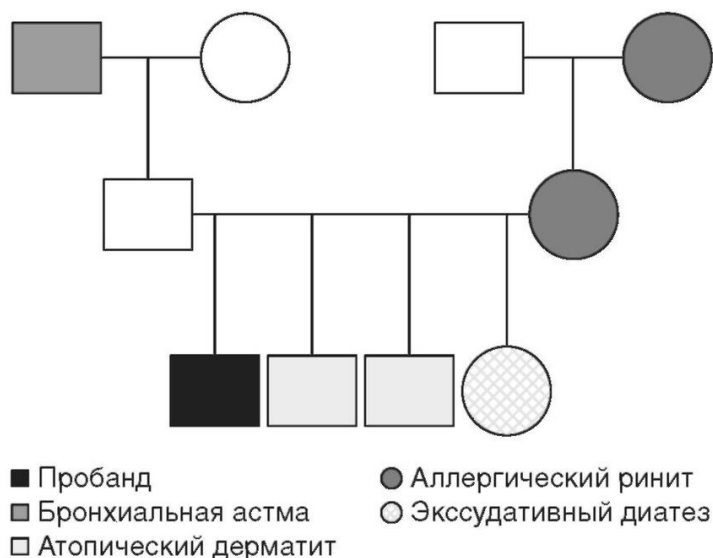 Пробанд
Бронхиальная астма
Атопический дерматит
Аллергический ринит
Экссудативный диатез